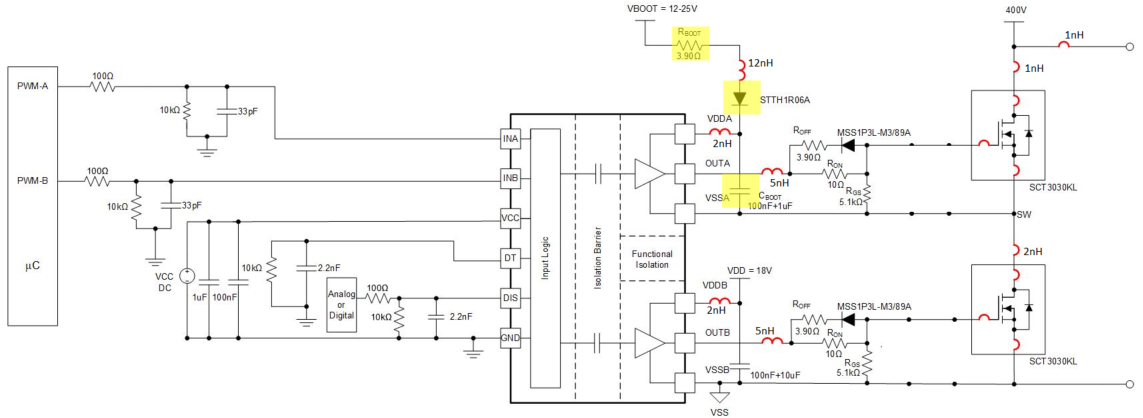 VBOOT = 12-25V
400V
RBOOT
3.90Ω
1nH
12nH
1nH
PWM-A
100Ω
STTH1R06A
10kΩ
33pF
VDDA
2nH
ROFF
MSS1P3L-M3/89A
3.90Ω
INA
OUTA
RON
10Ω
5nH
PWM-B
100Ω
INB
RGS
5.1kΩ
SCT3030KL
10kΩ
33pF
VSSA
CBOOT
100nF+1uF
VCC
SW
µC
DT
Input Logic
Isolation Barrier
Functional
Isolation
2nH
10kΩ
2.2nF
VCC
DC
VDD = 18V
1uF
100nF
Analog
or
Digital
100Ω
DIS
VDDB
2nH
ROFF
MSS1P3L-M3/89A
3.90Ω
10kΩ
2.2nF
GND
OUTB
5nH
RON
10Ω
RGS
5.1kΩ
SCT3030KL
VSSB
100nF+10uF
VSS